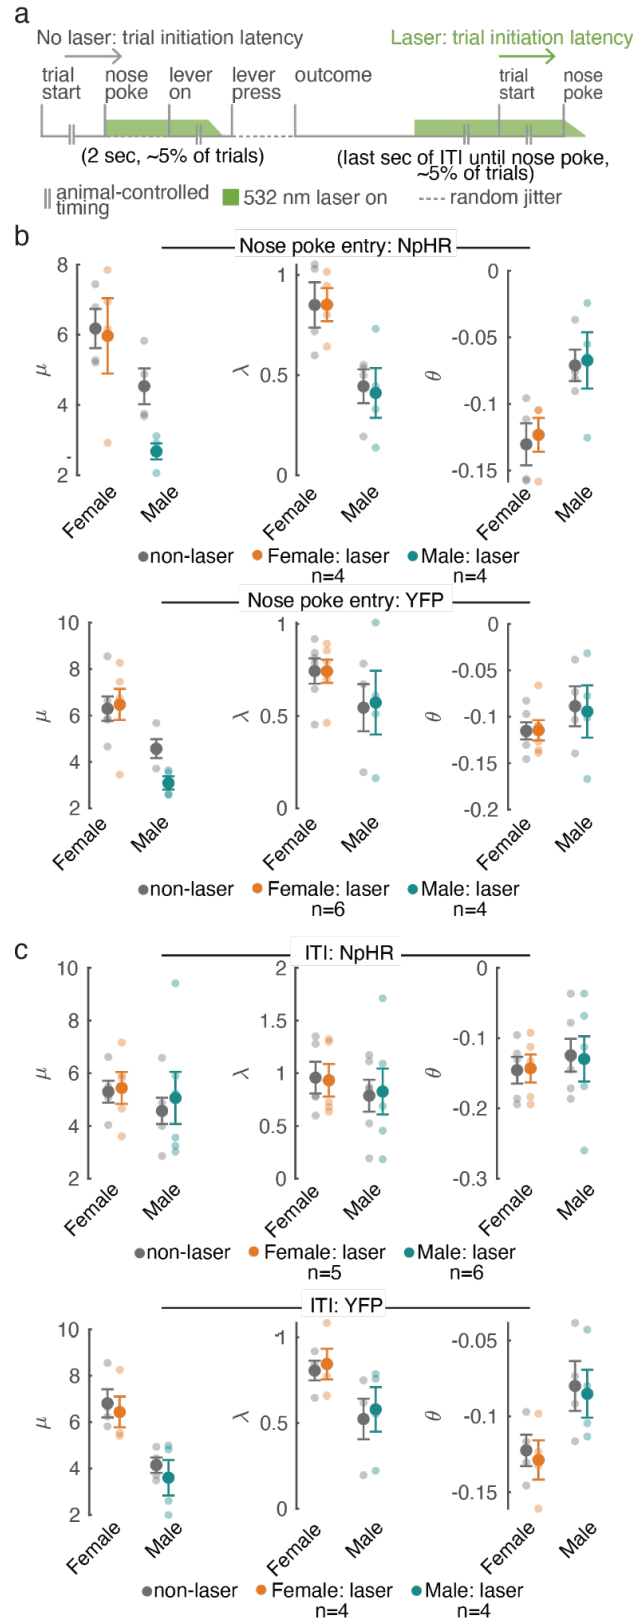 a
No laser: trial initiation latency
Laser: trial initiation latency
trial start
nose poke
lever on
lever press
outcome
trial start
nose poke
(2 sec, ~5% of trials)
(last sec of ITI until nose poke,
~5% of trials)
animal-controlled timing
532 nm laser on
random jitter
b
Nose poke entry: NpHR
8
6
4
2
μ
Female
Male
1
0.5
0
λ
0
-0.05
-0.1
-0.15
θ
Female
Male
non-laser
Female: laser
n=4
Male: laser
n=4
Nose poke entry: YFP
10
8
6
4
2
μ
Female
Male
1
0.5
0
λ
Female
Male
0
-0.05
-0.1
-0.15
-0.2
θ
Female
Male
non-laser
Female: laser
n=6
Male: laser
n=4
c
ITI: NpHR
10
8
6
4
2
μ
Female
Male
2
1.5
1
0.5
0
λ
Female
Male
0
-0.1
-0.2
-0.3
θ
Female
Male
non-laser
Female: laser
n=5
Male: laser
n=6
ITI: YFP
10
8
6
4
2
μ
Female
Male
1
0.5
0
λ
Female
Male
-0.05
-0.1
-0.15
θ
Female
Male
non-laser
Female: laser
n=4
Male: laser
n=4